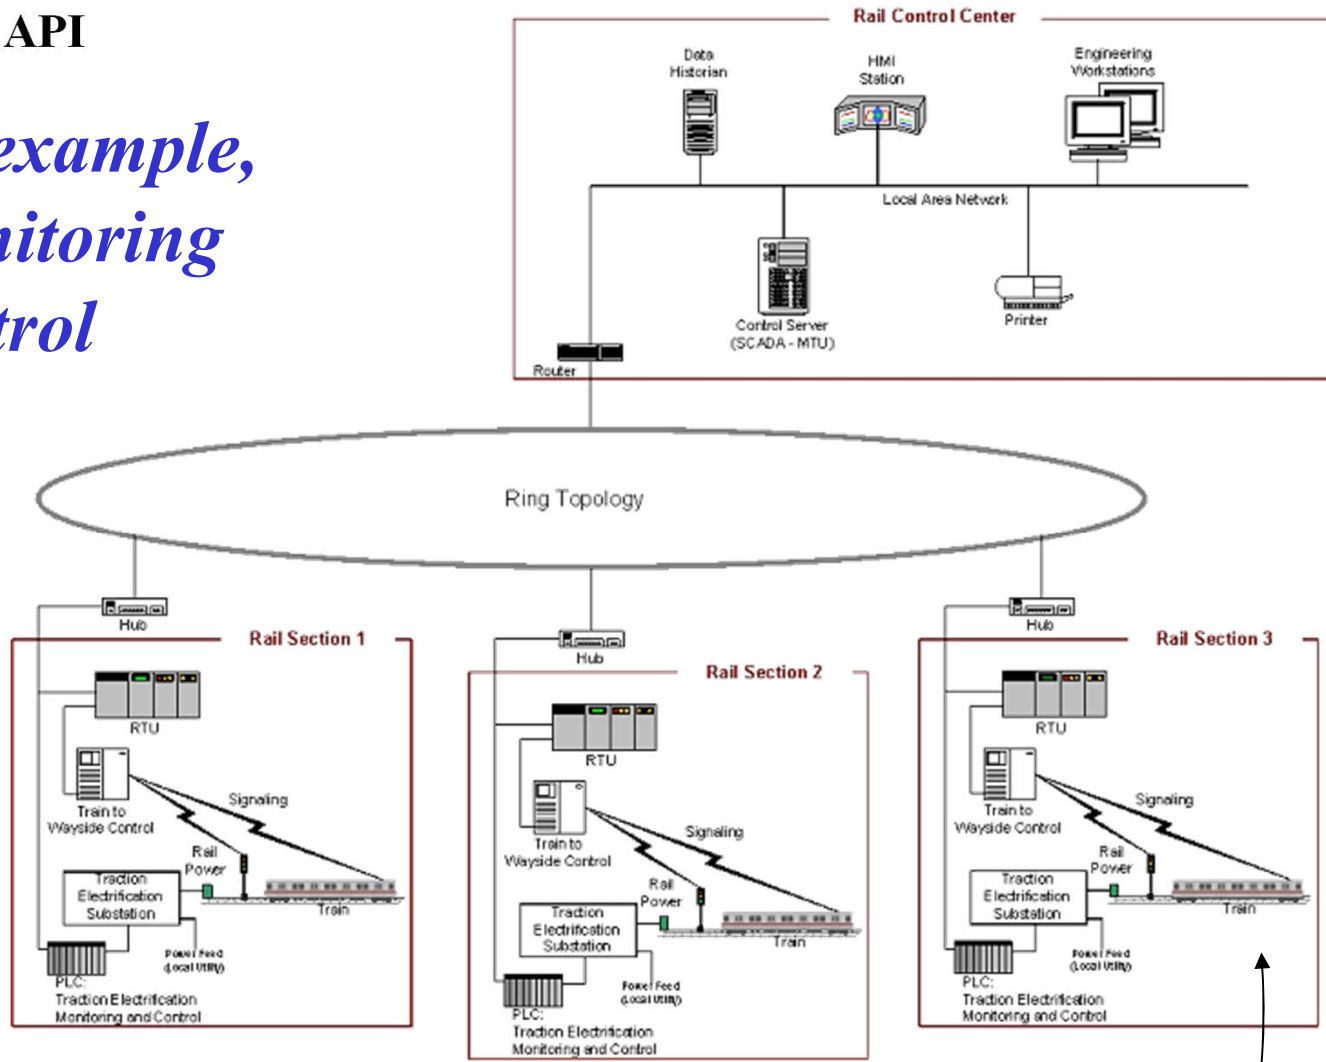 API
example,
nitoring
trol
Rail Control Center
Data
Historian
HMI
Station
Engineering
Workstations
Local Area Network
Control Server
(SCADA - MTU)
Printer
Router
Ring Topology
Hub
Rail Section 1
RTU
Train to
Wayside Control
Signaling
Rail
Power
Traction
Electrification
Substation
Train
Power Feed
(Local Utility)
PLC:
Traction Electrification
Monitoring and Control
Hub
Rail Section 2
RTU
Train to
Wayside Control
Signaling
Rail
Power
Traction
Electrification
Substation
Train
Power Feed
(Local Utility)
PLC:
Traction Electrification
Monitoring and Control
Hub
Rail Section 3
RTU
Train to
Wayside Control
Signaling
Rail
Power
Traction
Electrification
Substation
Train
Power Feed
(Local Utility)
PLC:
Traction Electrification
Monitoring and Control